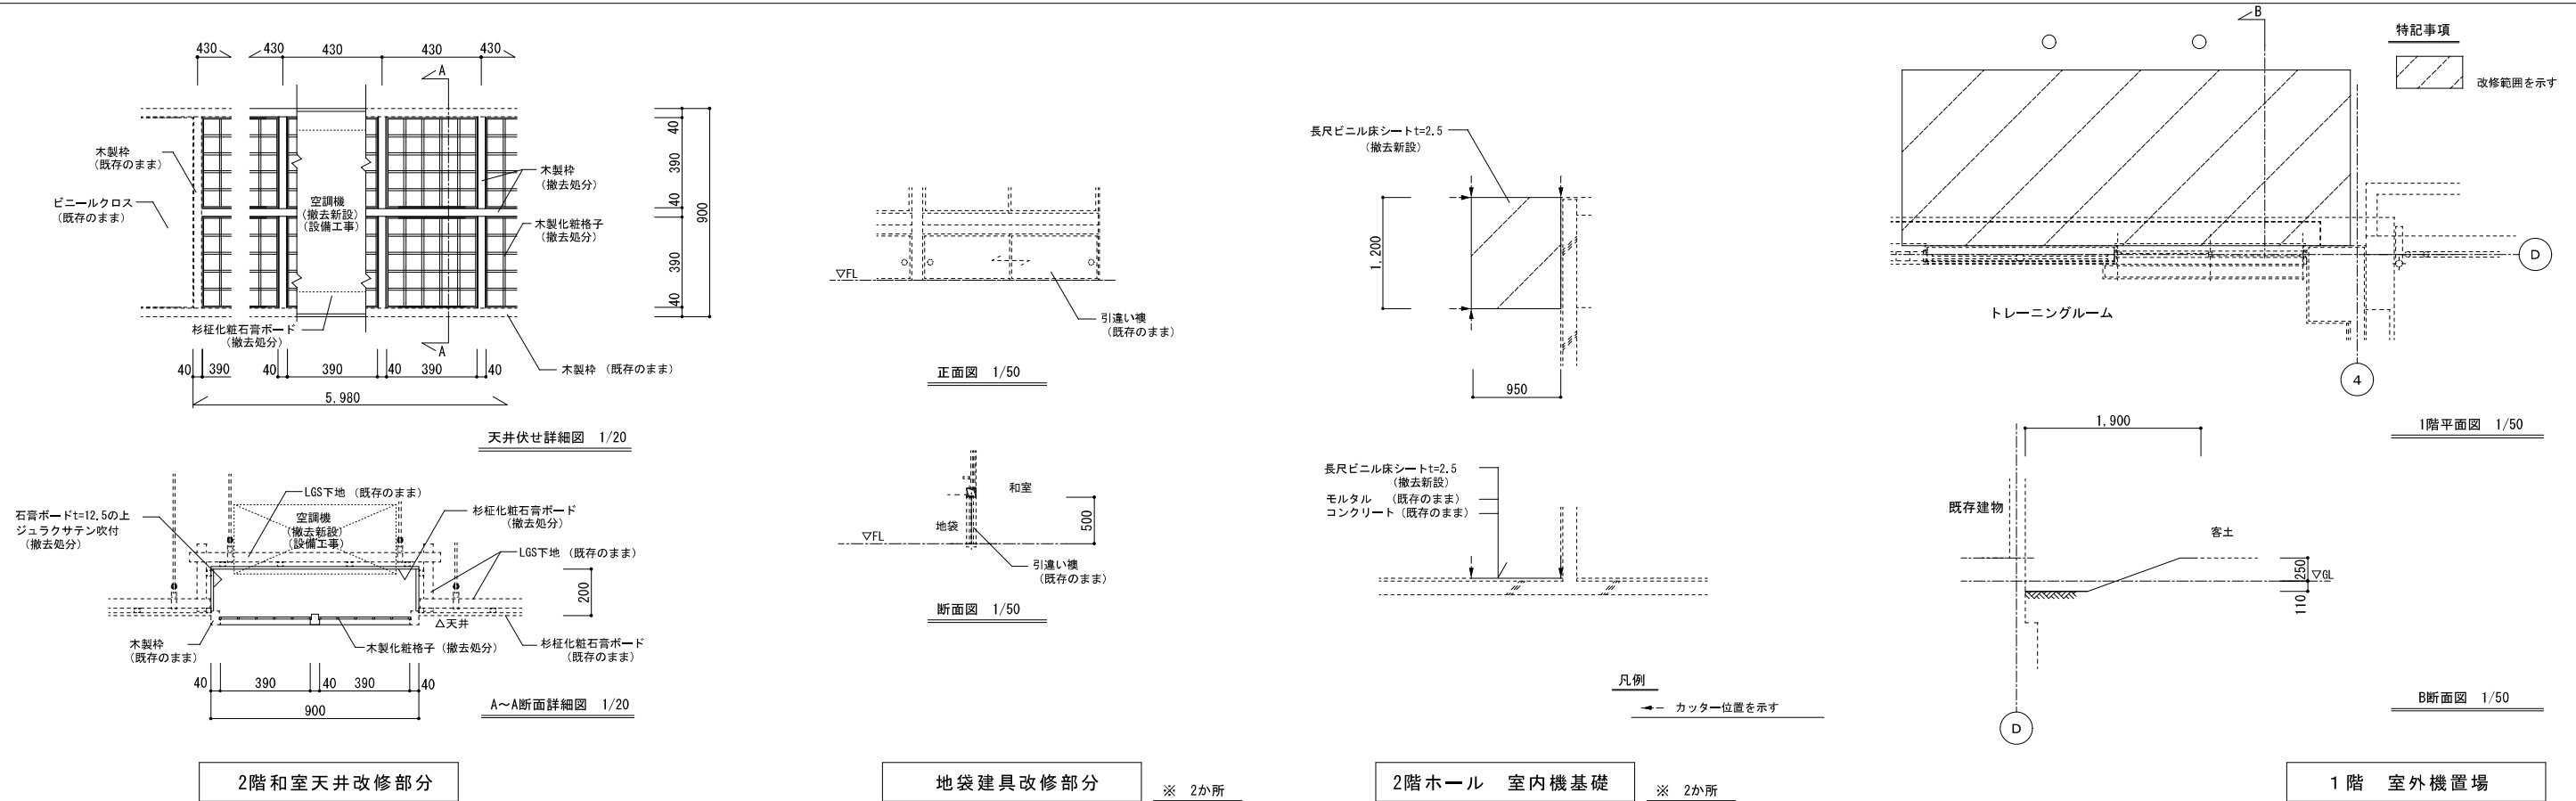 430
430
430
430
430
A
木製枠
(既存のまま)
ビニールクロス
(既存のまま)
空調機
(撤去新設)
(設備工事)
木製枠
(撤去処分)
木製化粧格子
(撤去処分)
40
390
40
390
40
900
杉柾化粧石膏ボード
(撤去処分)
A
木製枠 (既存のまま)
40
390
40
390
40
390
40
5,980
天井伏せ詳細図 1/20
石膏ボードt=12.5の上
ジュラクサテン吹付
(撤去処分)
LGS下地 (既存のまま)
空調機
(撤去新設)
(設備工事)
杉柾化粧石膏ボード
(撤去処分)
LGS下地 (既存のまま)
200
△天井
木製枠
(既存のまま)
木製化粧格子 (撤去処分)
杉柾化粧石膏ボード
(既存のまま)
40
390
40
390
40
900
A～A断面詳細図 1/20
2階和室天井改修部分
▽FL
引違い襖
(既存のまま)
正面図 1/50
和室
地袋
500
▽FL
引違い襖
(既存のまま)
断面図 1/50
地袋建具改修部分
※ 2か所
長尺ビニル床シートt=2.5
(撤去新設)
1,200
950
長尺ビニル床シートt=2.5
(撤去新設)
モルタル (既存のまま)
コンクリート (既存のまま)
凡例
カッター位置を示す
2階ホール 室内機基礎
※ 2か所
B
特記事項
改修範囲を示す
D
トレーニングルーム
4
1階平面図 1/50
1,900
既存建物
客土
250
▽GL
110
D
B断面図 1/50
1階 室外機置場